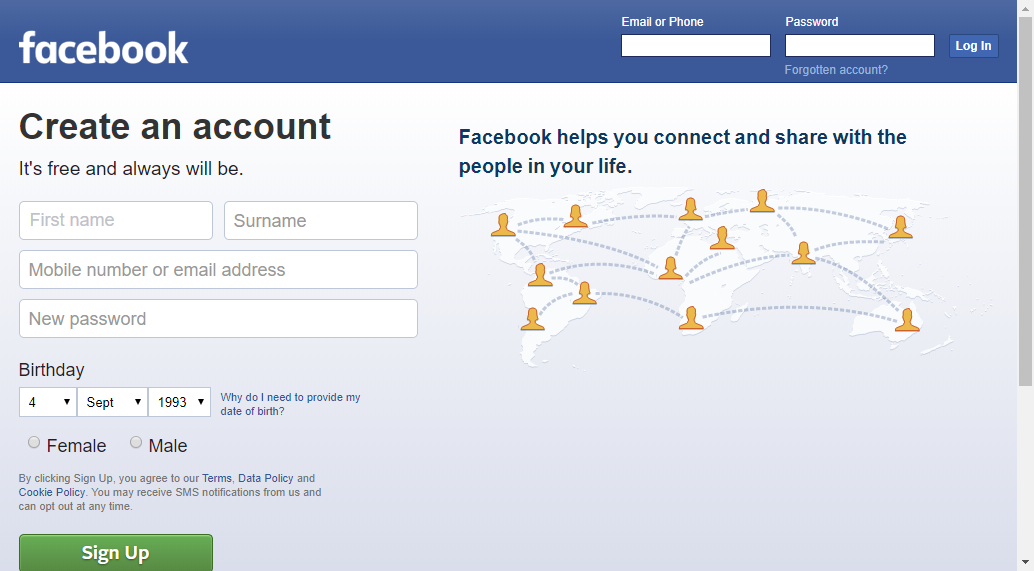 facebook
Email or Phone
Password
Log In
Forgotten account?
Create an account
It's free and always will be.
First name
Surname
Mobile number or email address
New password
Birthday
4
Sept
1993
Why do I need to provide my
date of birth?
Female
Male
By clicking Sign Up, you agree to our Terms, Data Policy and
Cookie Policy. You may receive SMS notifications from us and
can opt out at any time.
Sign Up
Facebook helps you connect and share with the
people in your life.